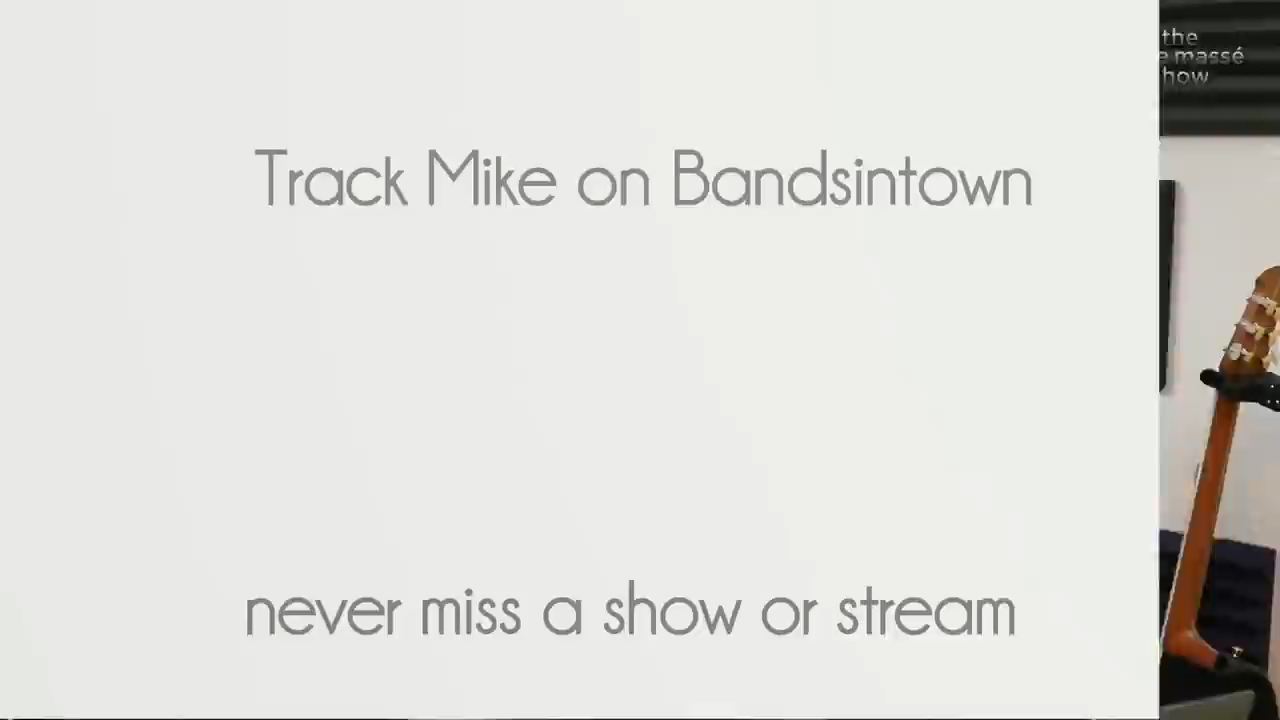 the
e massé
how
Track Mike on Bandsintown
never miss a show or stream